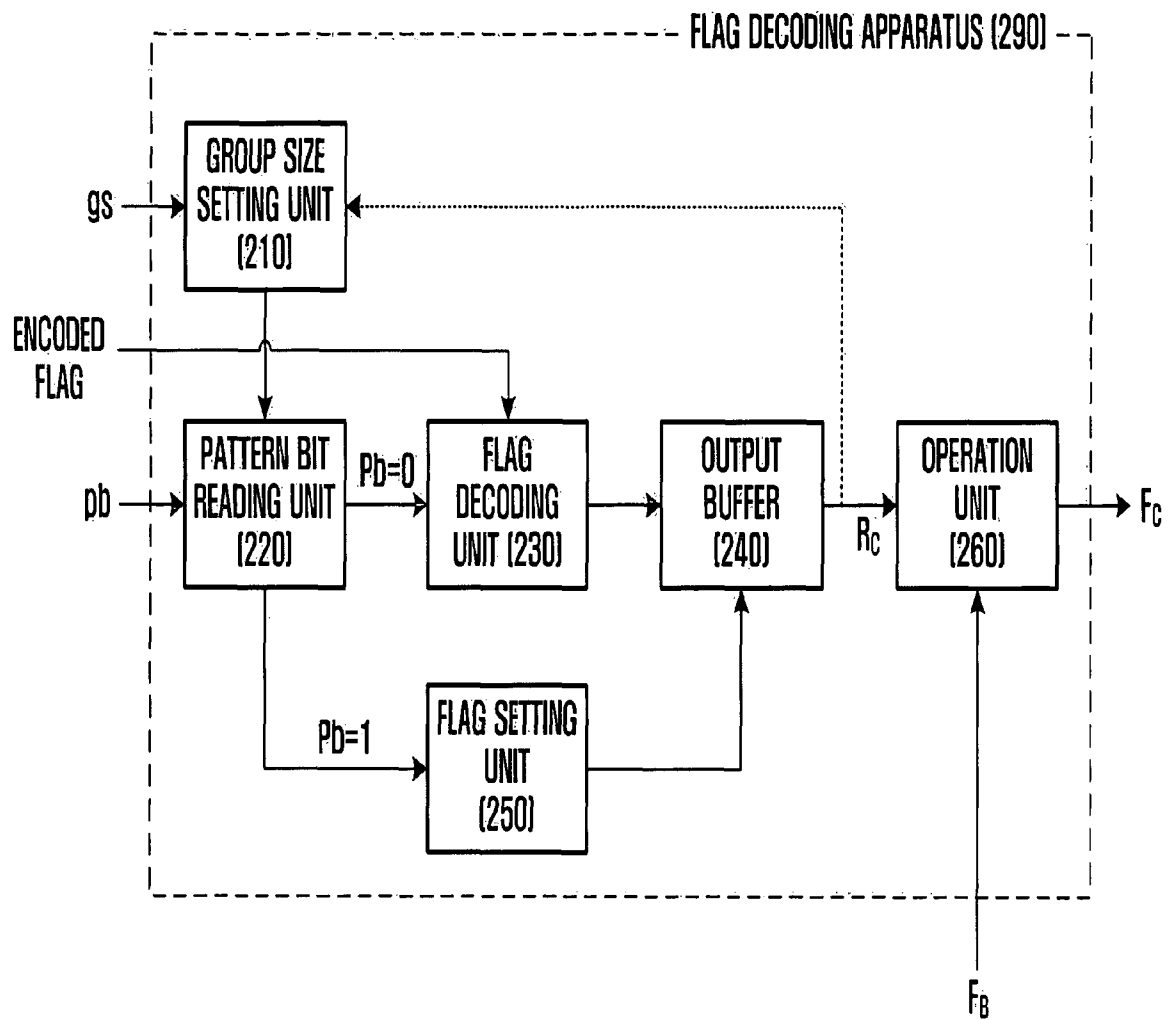 FLAG DECODING APPARATUS (290)
GROUP SIZE
SETTING UNIT
(210)
gs
ENCODED
FLAG
PATTERN BIT
READING UNIT
(220)
pb
Pb=0
FLAG
DECODING
UNIT (230)
OUTPUT
BUFFER
(240)
RC
OPERATION
UNIT
(260)
FC
Pb=1
FLAG SETTING
UNIT
(250)
FB